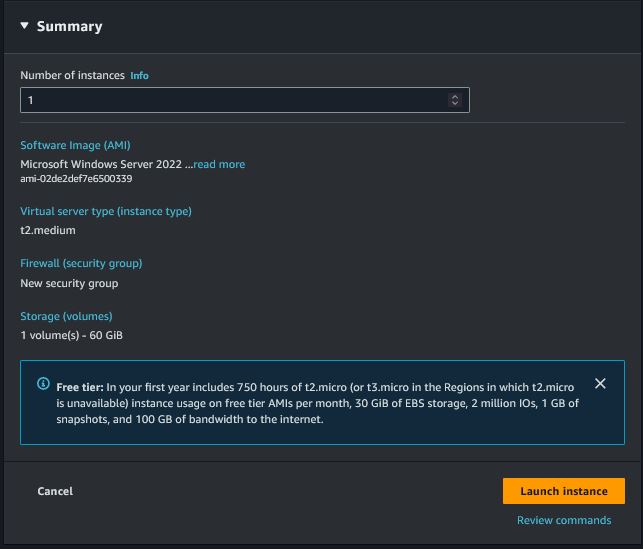 Summary
Number of instances Info
1
Software Image (AMI)
Microsoft Windows Server 2022 ...read more
ami-02de2def7e6500339
Virtual server type (instance type)
t2.medium
Firewall (security group)
New security group
Storage (volumes)
1 volume(s) - 60 GiB
Free tier: In your first year includes 750 hours of t2.micro (or t3.micro in the Regions in which t2.micro
is unavailable) instance usage on free tier AMIs per month, 30 GiB of EBS storage, 2 million IOs, 1 GB of
snapshots, and 100 GB of bandwidth to the internet.
Cancel
Launch instance
Review commands